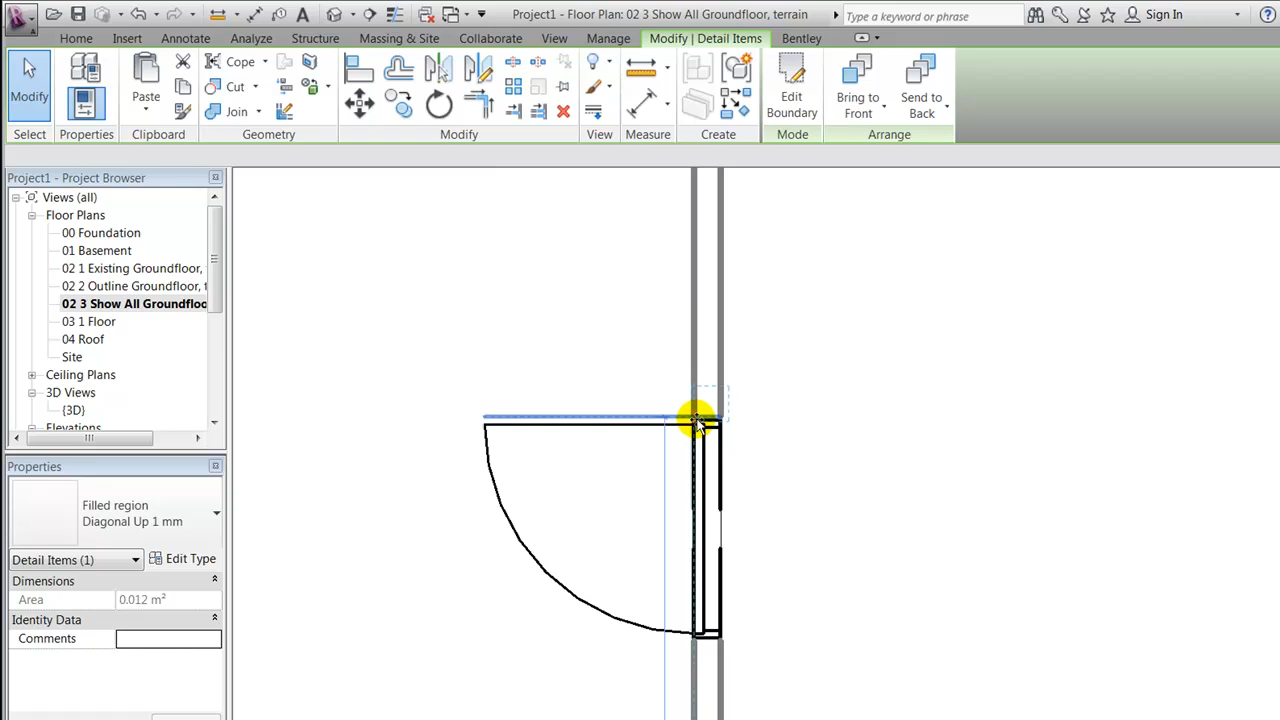 Project1 - Floor Plan: 02 3 Show All Groundfloor, terrain
Type a keyword or phrase
Sign In
Home Insert Annotate Analyze Structure Massing & Site Collaborate View Manage Modify | Detail Items Bentley
Modify
Paste
Cope
Cut
Join
Edit
Boundary
Bring to
Front
Send to
Back
Select Properties Clipboard Geometry Modify View Measure Create Mode Arrange
Project1 - Project Browser
Views (all)
Floor Plans
00 Foundation
01 Basement
02 1 Existing Groundfloor,
02 2 Outline Groundfloor, t
02 3 Show All Groundfloo
03 1 Floor
04 Roof
Site
Ceiling Plans
3D Views
{3D}
Elevations
Properties
Filled region
Diagonal Up 1 mm
Detail Items (1) Edit Type
Dimensions
Area 0.012 m²
Identity Data
Comments